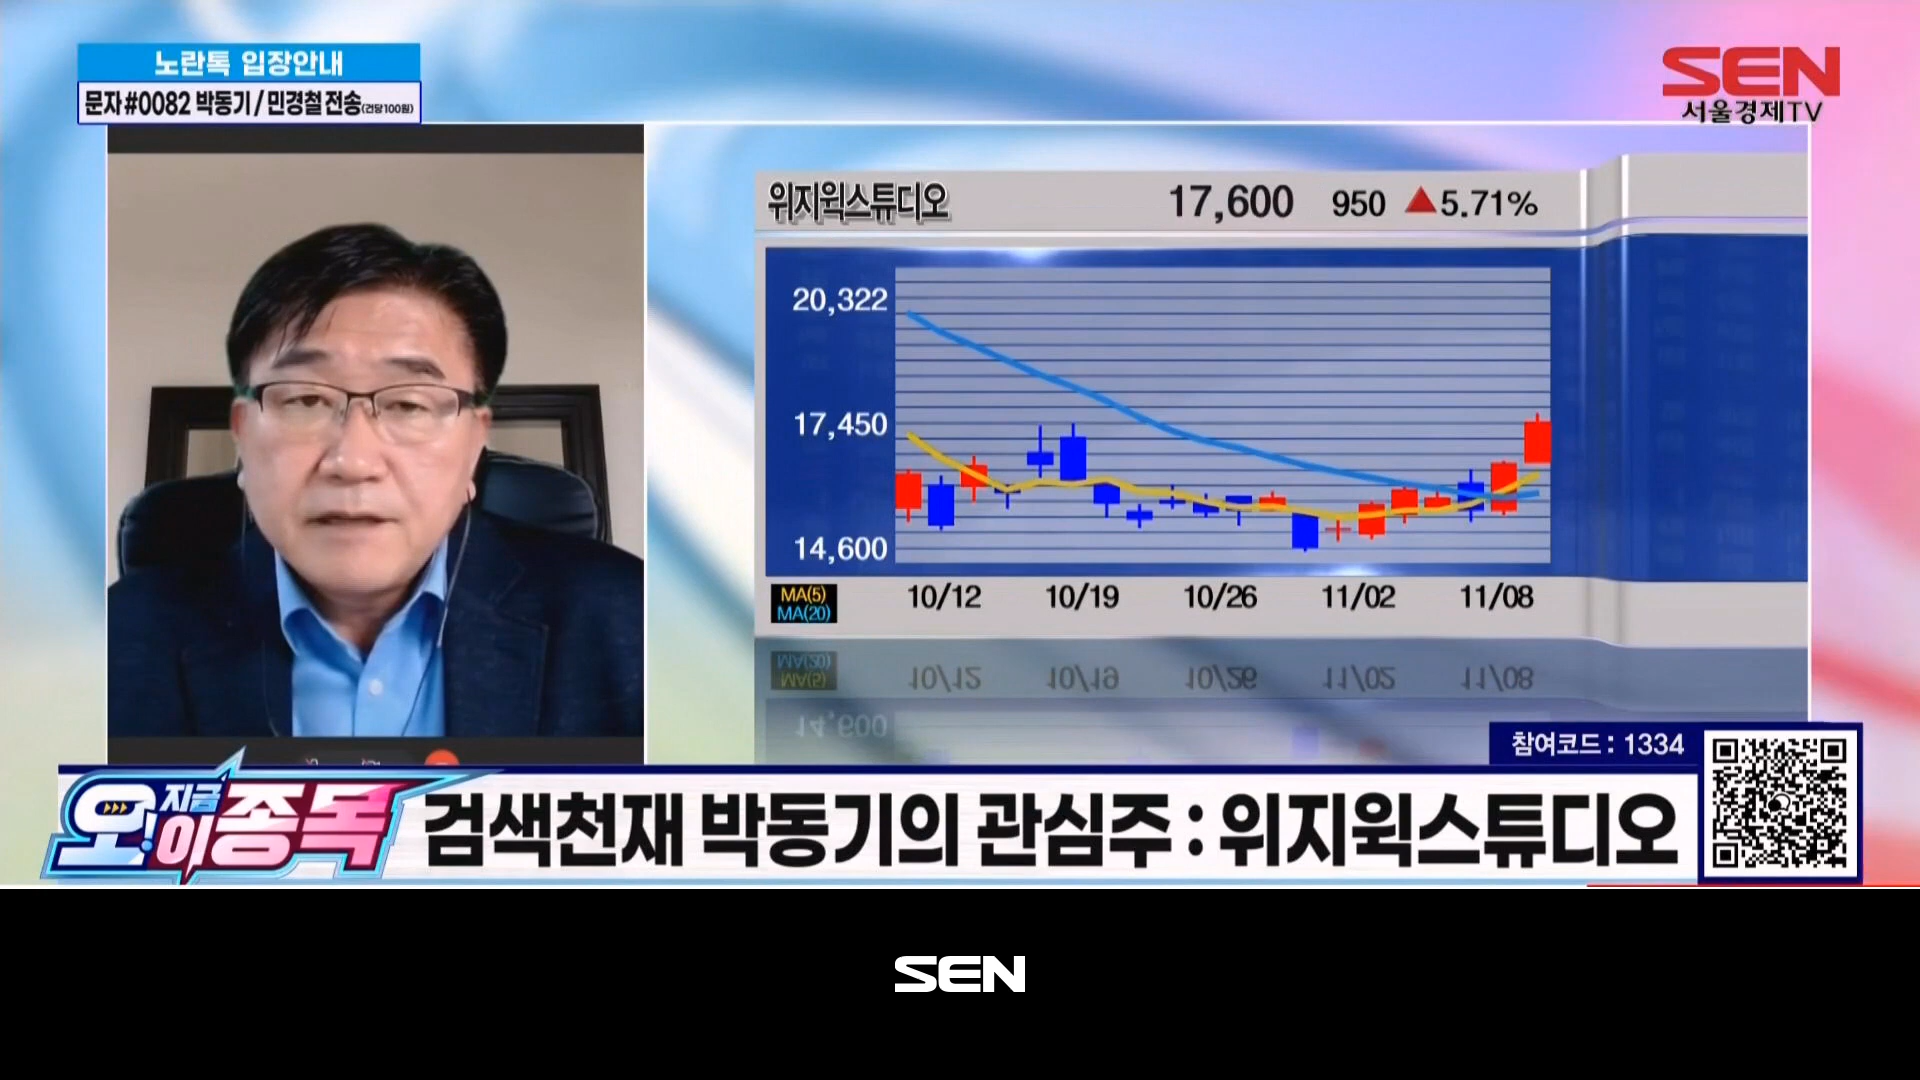 노란톡 입장안내
문자#0082 박동기/민경철 전송(건당100원)
SEN
서울경제TV
위지윅스튜디오 17,600 950 ▲5.71%
20,322
17,450
14,600
MA(5)
MA(20)
10/12 10/19 10/26 11/02 11/08
참여코드 : 1334
오! 지금 이종목
검색천재 박동기의 관심주 : 위지윅스튜디오
SEN